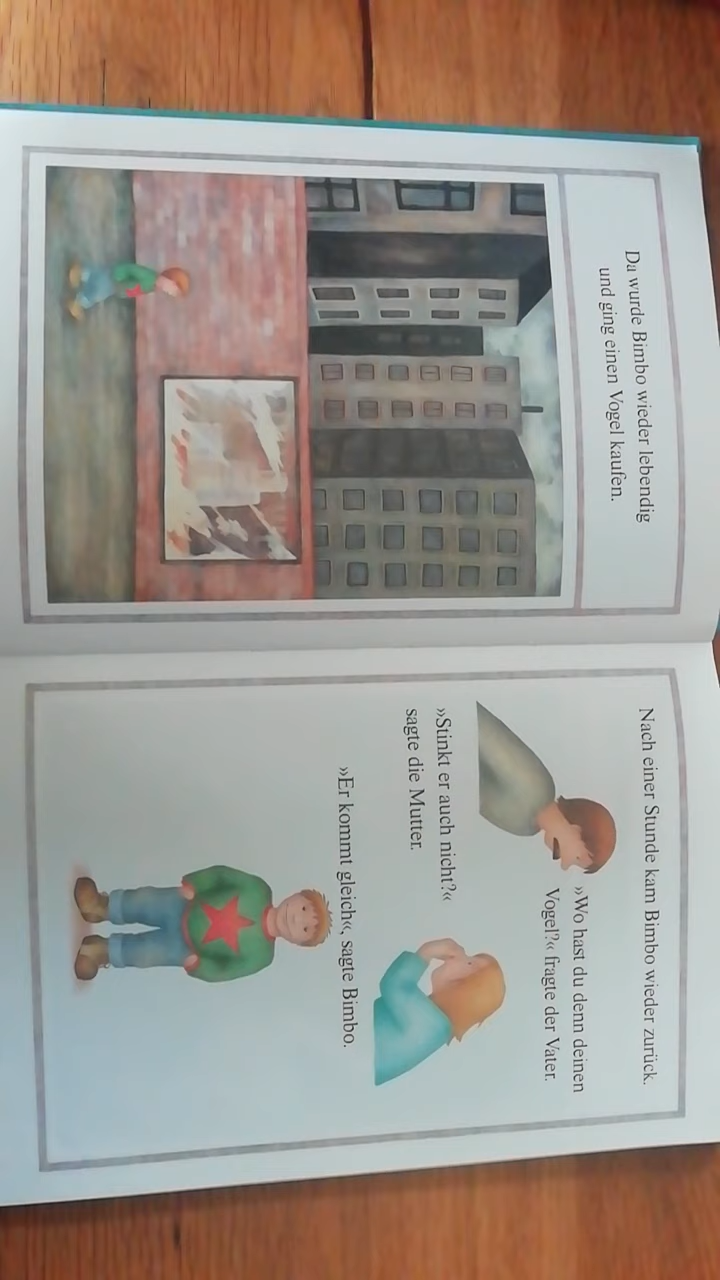 Da wurde Bimbo wieder lebendig
und ging einen Vogel kaufen.
Nach einer Stunde kam Bimbo wieder zurück.
»Wo hast du denn deinen
Vogel?« fragte der Vater.
»Stinkt er auch nicht?«
sagte die Mutter.
»Er kommt gleich«, sagte Bimbo.